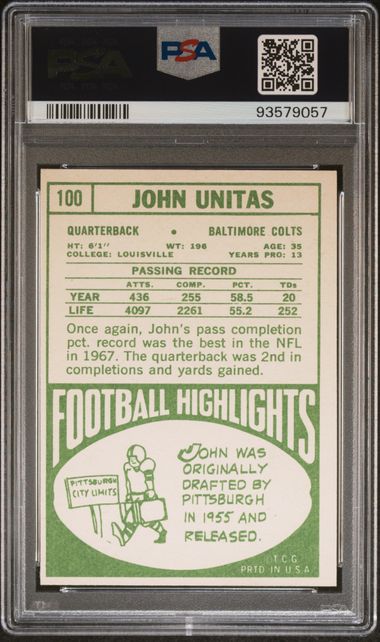 PSA
PSA
93579057
100 JOHN UNITAS
QUARTERBACK • BALTIMORE COLTS
HT: 6'1" WT: 196 AGE: 35
COLLEGE: LOUISVILLE YEARS PRO: 13
PASSING RECORD
ATTS. COMP. PCT. TDs
YEAR 436 255 58.5 20
LIFE 4097 2261 55.2 252
Once again, John's pass completion
pct. record was the best in the NFL
in 1967. The quarterback was 2nd in
completions and yards gained.
FOOTBALL HIGHLIGHTS
PITTSBURGH
CITY LIMITS
JOHN WAS
ORIGINALLY
DRAFTED BY
PITTSBURGH
IN 1955 AND
RELEASED.
©T.C.G.
PRTD IN U.S.A.